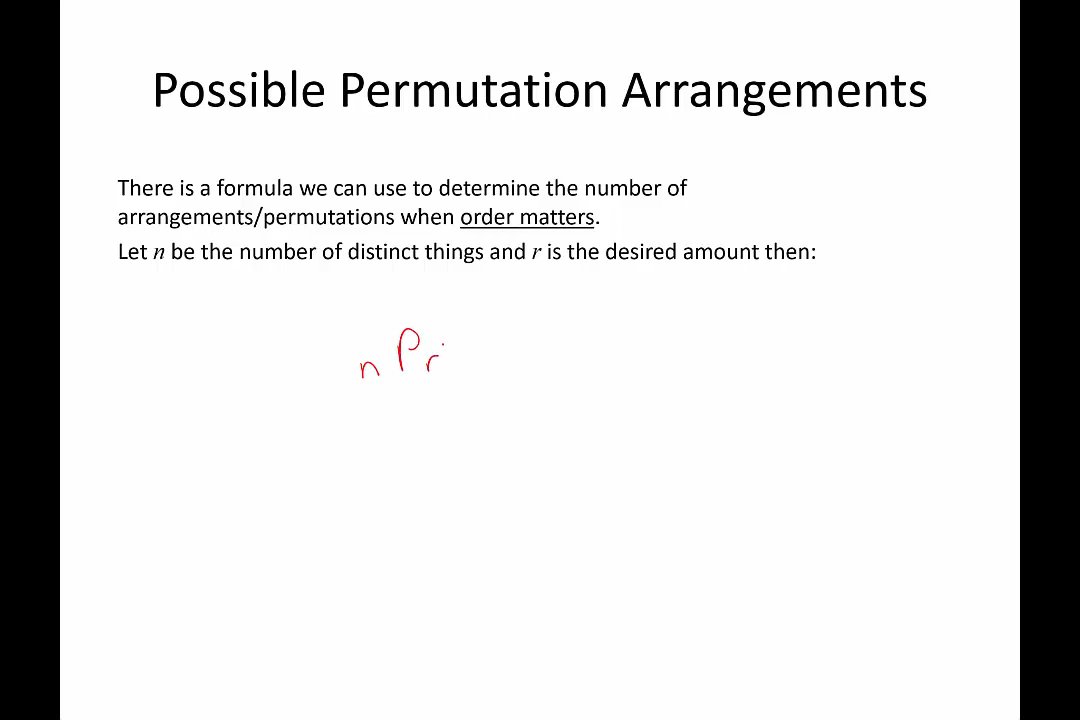 Possible Permutation Arrangements
There is a formula we can use to determine the number of
arrangements/permutations when order matters.
Let n be the number of distinct things and r is the desired amount then:
n P r